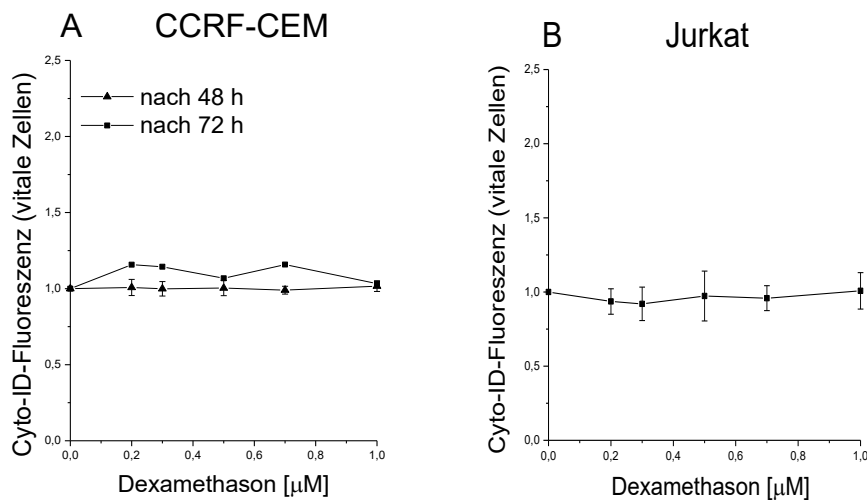 A
CCRF-CEM
Cyto-ID-Fluoreszenz (vitale Zellen)
2,5
2,0
1,5
1,0
0,5
0,0
nach 48 h
nach 72 h
0,0 0,2 0,4 0,6 0,8 1,0
Dexamethason [µM]
B
Jurkat
Cyto-ID-Fluoreszenz (vitale Zellen)
2,5
2,0
1,5
1,0
0,5
0,0
0,0 0,2 0,4 0,6 0,8 1,0
Dexamethason [µM]